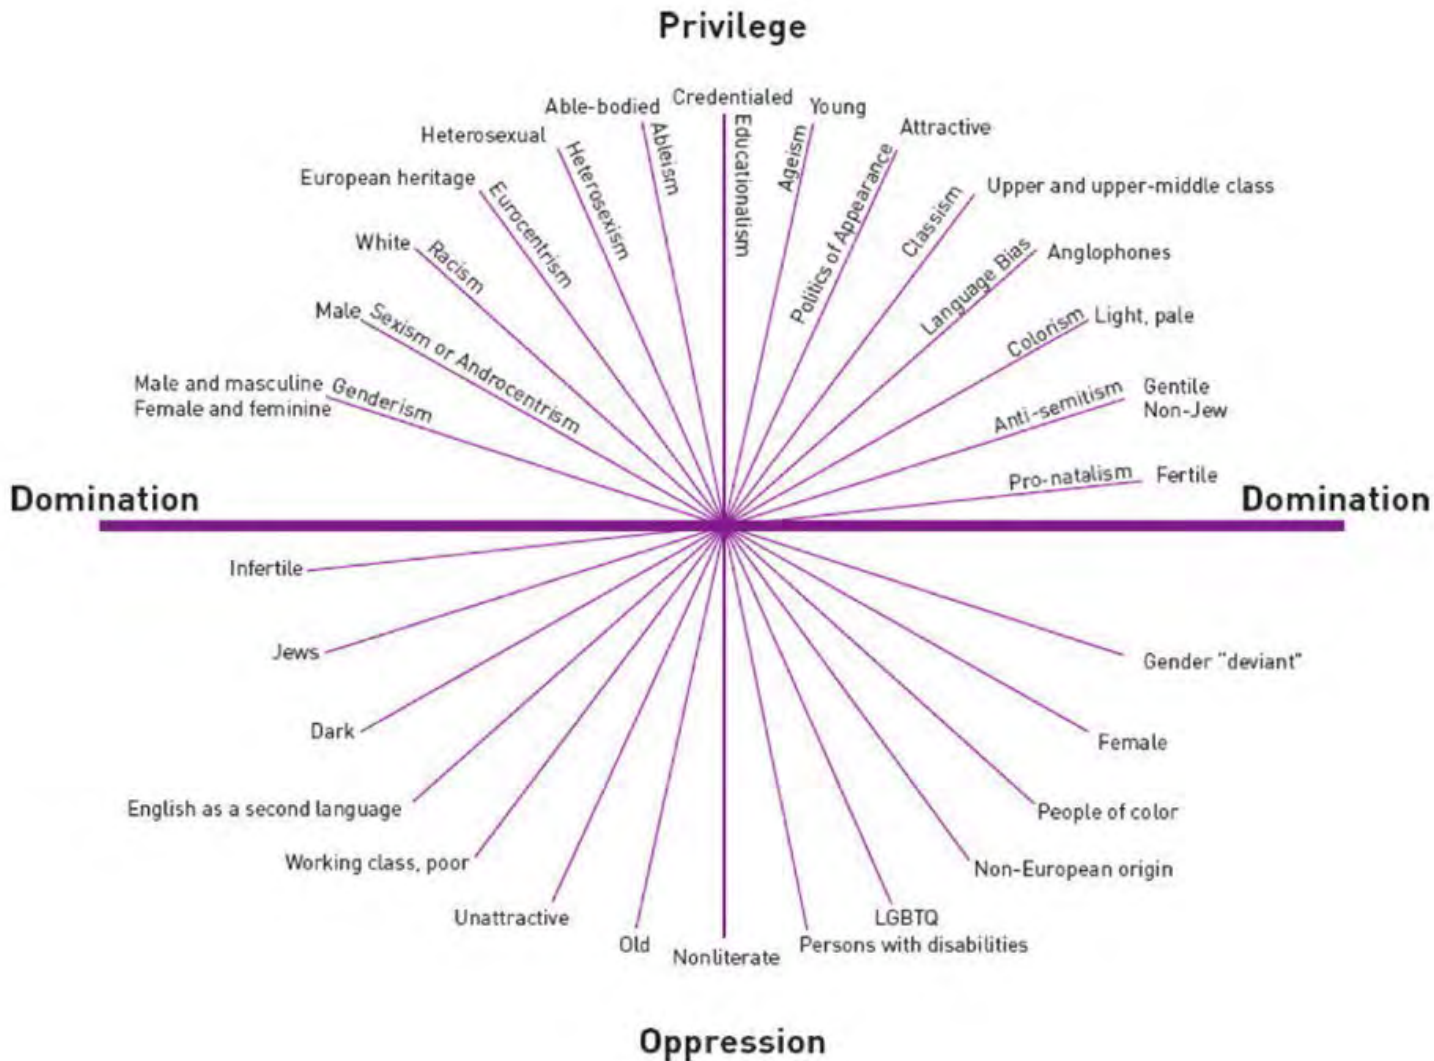 Privilege
Credentialed
Able-bodied
Young
Heterosexual
Attractive
European heritage
Upper and upper-middle class
White
Anglophones
Male
Light, pale
Male and masculine
Female and feminine
Gentile
Non-Jew
Fertile
Genderism
Sexism or Androcentrism
Racism
Eurocentrism
Heterosexism
Ableism
Educationalism
Ageism
Politics of Appearance
Classism
Language Bias
Colorism
Anti-semitism
Pro-natalism
Domination
Domination
Infertile
Jews
Gender "deviant"
Dark
Female
English as a second language
People of color
Working class, poor
Non-European origin
Unattractive
LGBTQ
Old
Persons with disabilities
Nonliterate
Oppression